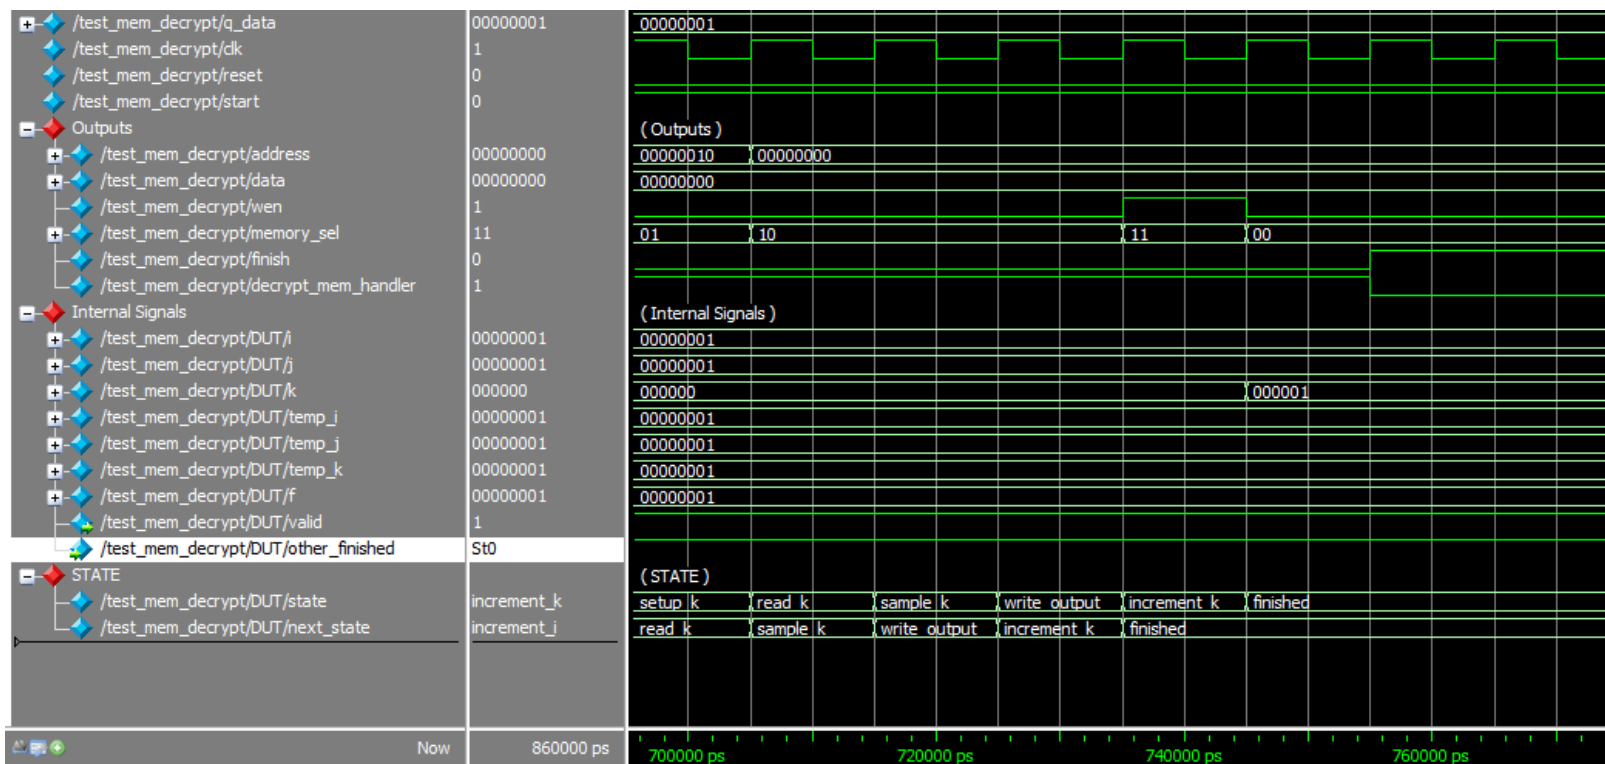 /test_mem_decrypt/q_data 00000001 00000001
/test_mem_decrypt/clk 1
/test_mem_decrypt/reset 0
/test_mem_decrypt/start 0
Outputs ( Outputs )
/test_mem_decrypt/address 00000000 00000010 00000000
/test_mem_decrypt/data 00000000 00000000
/test_mem_decrypt/wen 1
/test_mem_decrypt/memory_sel 11 01 10 11 00
/test_mem_decrypt/finish 0
/test_mem_decrypt/decrypt_mem_handler 1
Internal Signals ( Internal Signals )
/test_mem_decrypt/DUT/i 00000001 00000001
/test_mem_decrypt/DUT/j 00000001 00000001
/test_mem_decrypt/DUT/k 000000 000000 000001
/test_mem_decrypt/DUT/temp_i 00000001 00000001
/test_mem_decrypt/DUT/temp_j 00000001 00000001
/test_mem_decrypt/DUT/temp_k 00000001 00000001
/test_mem_decrypt/DUT/f 00000001 00000001
/test_mem_decrypt/DUT/valid 1
/test_mem_decrypt/DUT/other_finished St0
STATE ( STATE )
/test_mem_decrypt/DUT/state increment_k setup_k read_k sample_k write_output increment_k finished
/test_mem_decrypt/DUT/next_state increment_i read_k sample_k write_output increment_k finished
Now 860000 ps 700000 ps 720000 ps 740000 ps 760000 ps